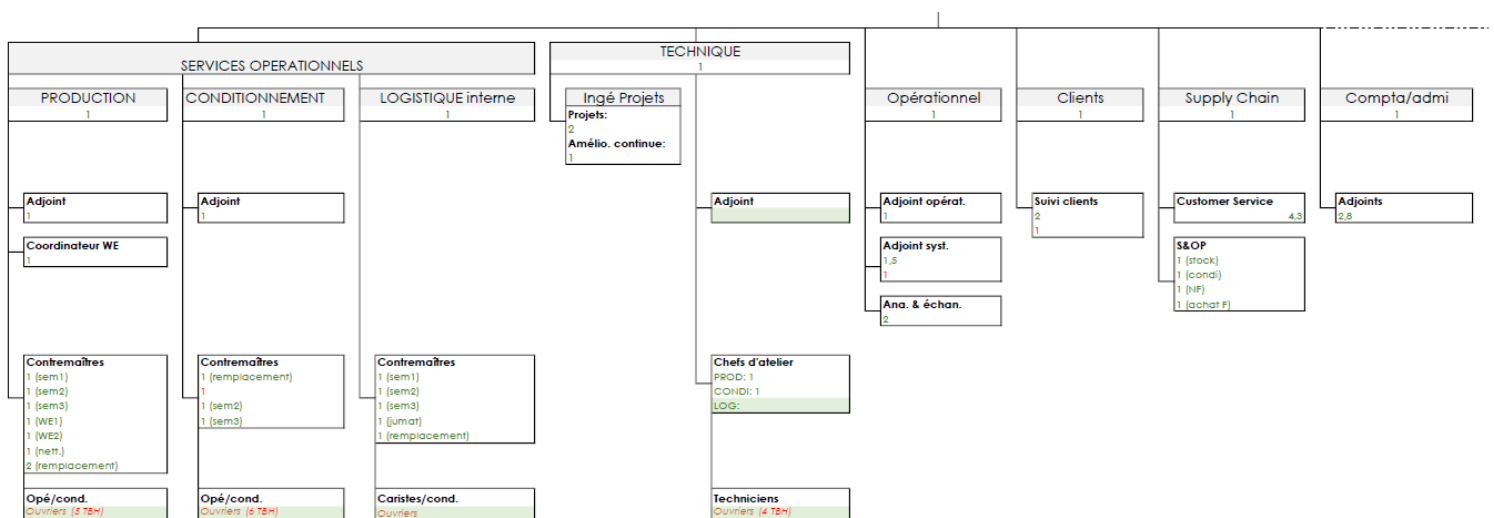 SERVICES OPERATIONNELS
TECHNIQUE
1
PRODUCTION
1
CONDITIONNEMENT
1
LOGISTIQUE interne
1
Ingé Projets
Projets:
2
Amélio. continue:
1
Opérationnel
1
Clients
1
Supply Chain
1
Compta/admi
1
Adjoint
1
Adjoint
1
Adjoint
Adjoint opérat.
1
Suivi clients
2
1
Customer Service
4,3
Adjoints
2,8
Coordinateur WE
1
Adjoint syst.
1,5
1
S&OP
1 (stock)
1 (condi)
1 (NF)
1 (achat F)
Ana. & échan.
2
Contremaîtres
1 (sem1)
1 (sem2)
1 (sem3)
1 (WE1)
1 (WE2)
1 (nett.)
2 (remplacement)
Contremaîtres
1 (remplacement)
1
1 (sem2)
1 (sem3)
Contremaîtres
1 (sem1)
1 (sem2)
1 (sem3)
1 (jumat)
1 (remplacement)
Chefs d'atelier
PROD: 1
CONDI: 1
LOG:
Opé/cond.
Ouvriers (5 TBH)
Opé/cond.
Ouvriers (6 TBH)
Caristes/cond.
Ouvriers
Techniciens
Ouvriers (4 TBH)